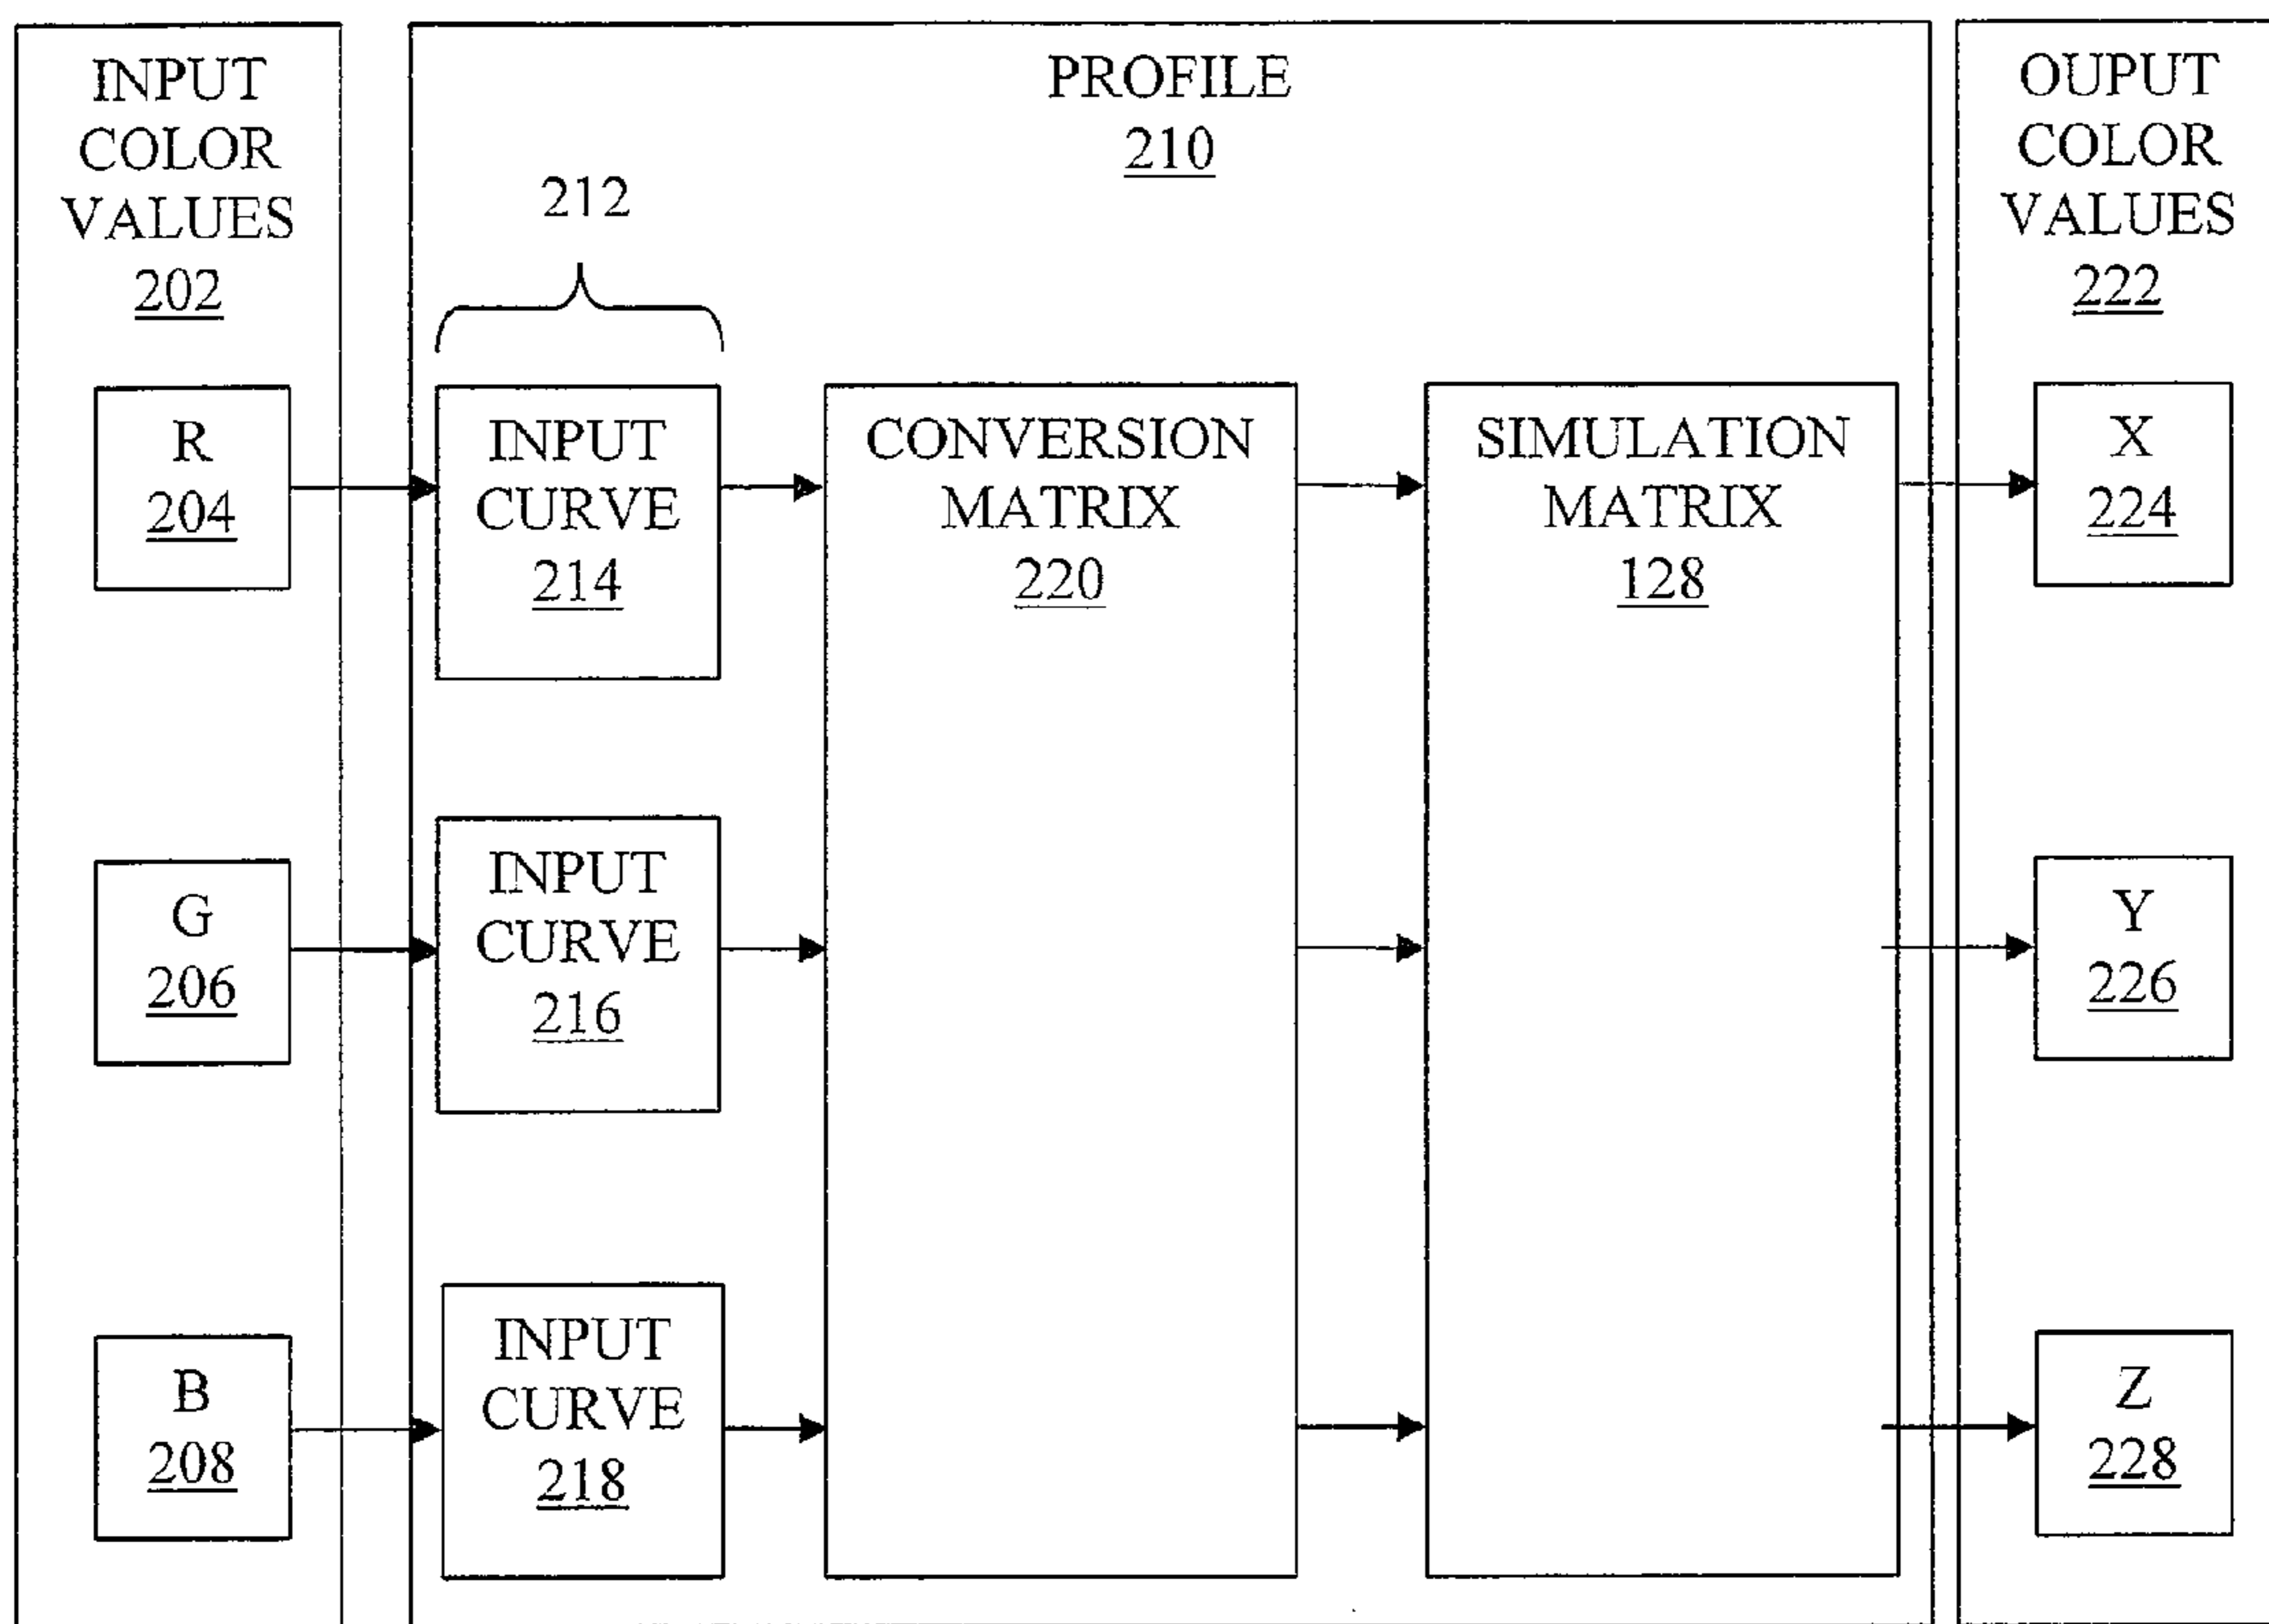 INPUT
COLOR
VALUES
202
R
204
G
206
B
208
PROFILE
210
212
INPUT
CURVE
214
INPUT
CURVE
216
INPUT
CURVE
218
CONVERSION
MATRIX
220
SIMULATION
MATRIX
128
OUPUT
COLOR
VALUES
222
X
224
Y
226
Z
228